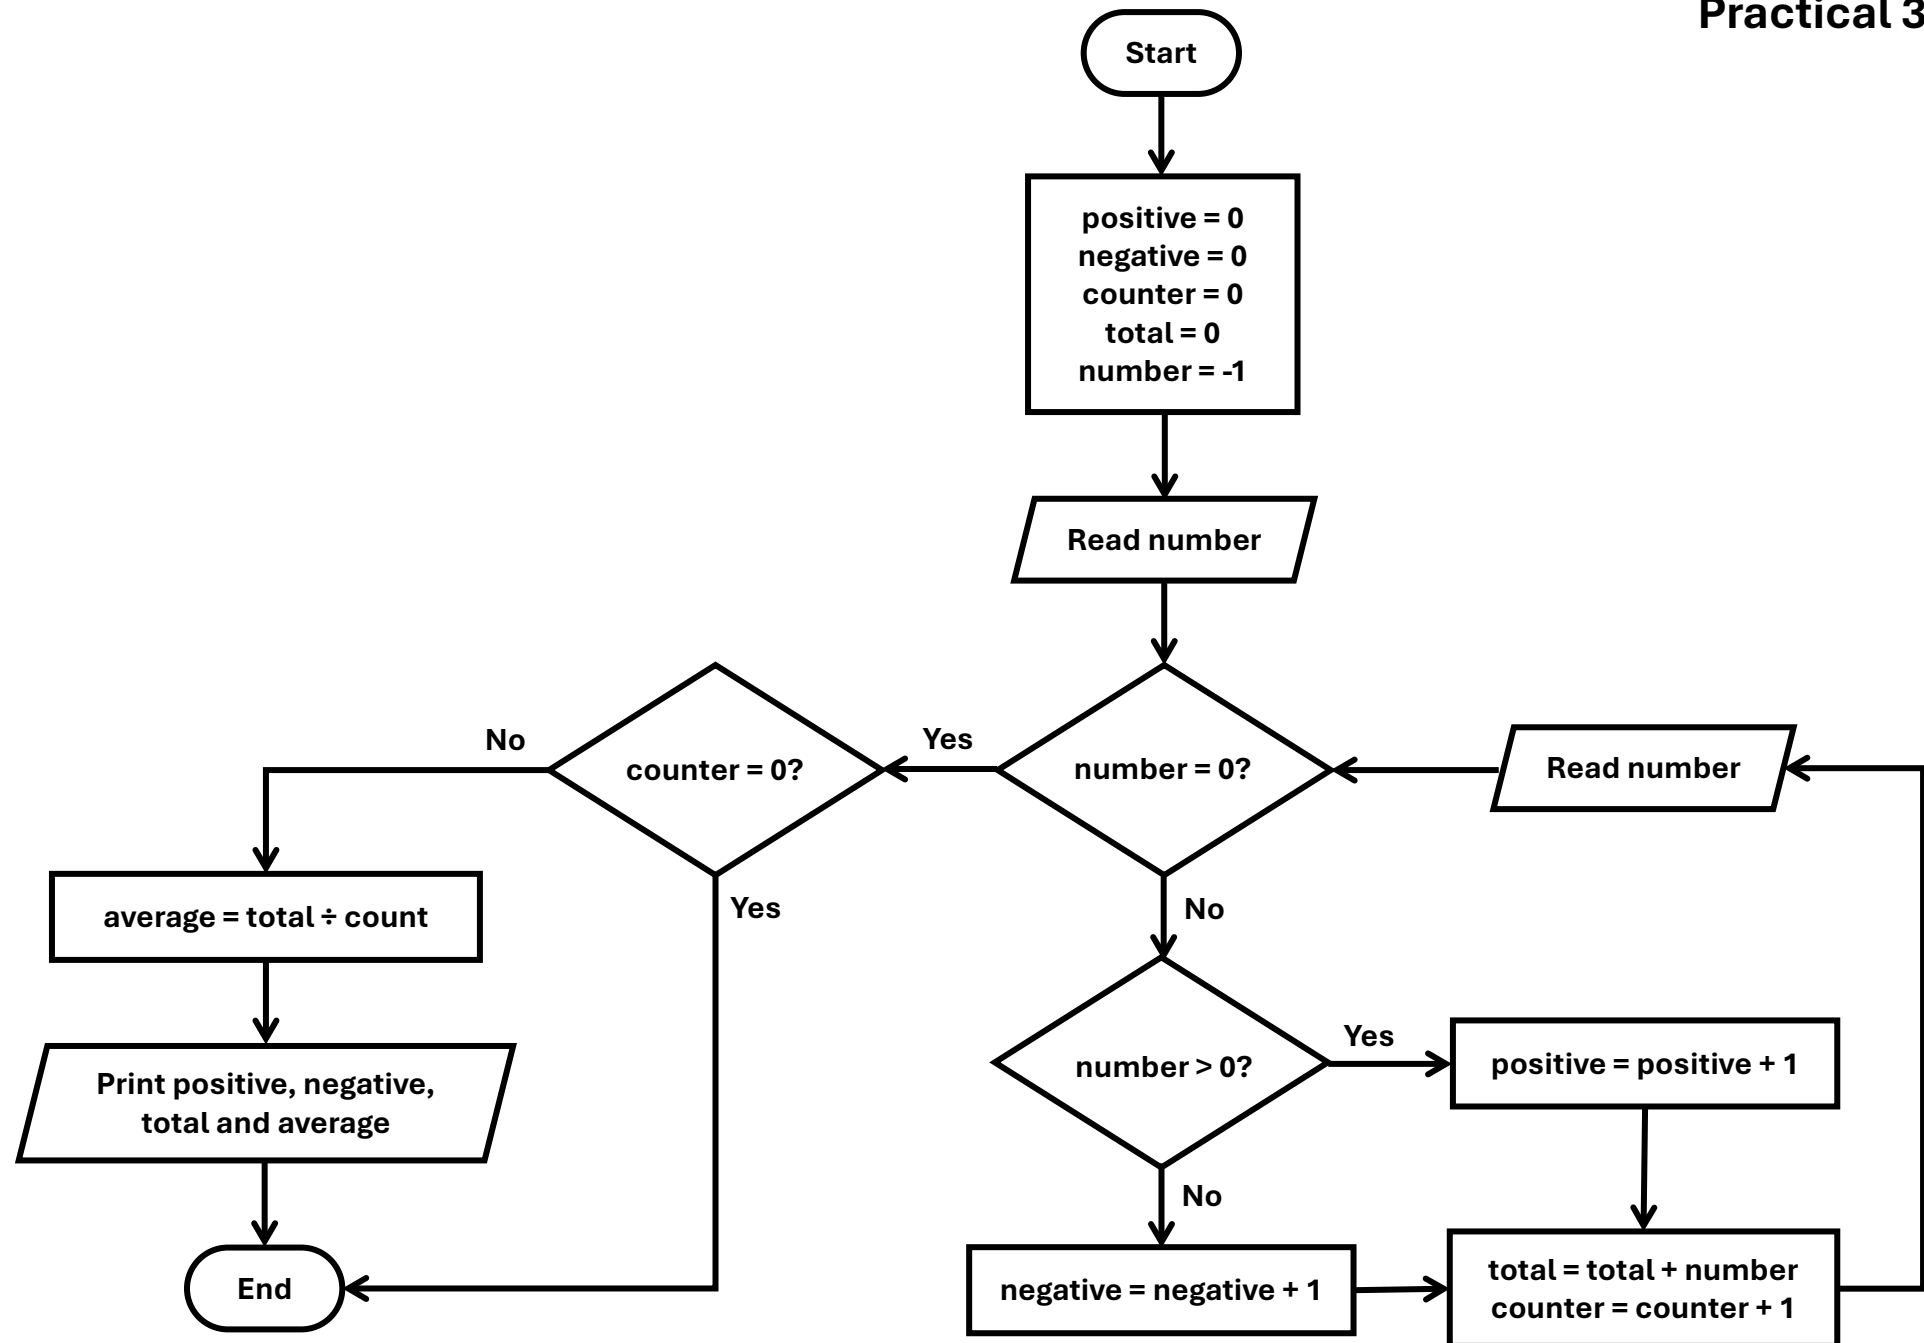 Practical 3
Start
positive = 0
negative = 0
counter = 0
total = 0
number = -1
Read number
No
counter = 0?
Yes
number = 0?
Read number
average = total ÷ count
Yes
No
Print positive, negative,
total and average
number > 0?
Yes
positive = positive + 1
No
End
negative = negative + 1
total = total + number
counter = counter + 1